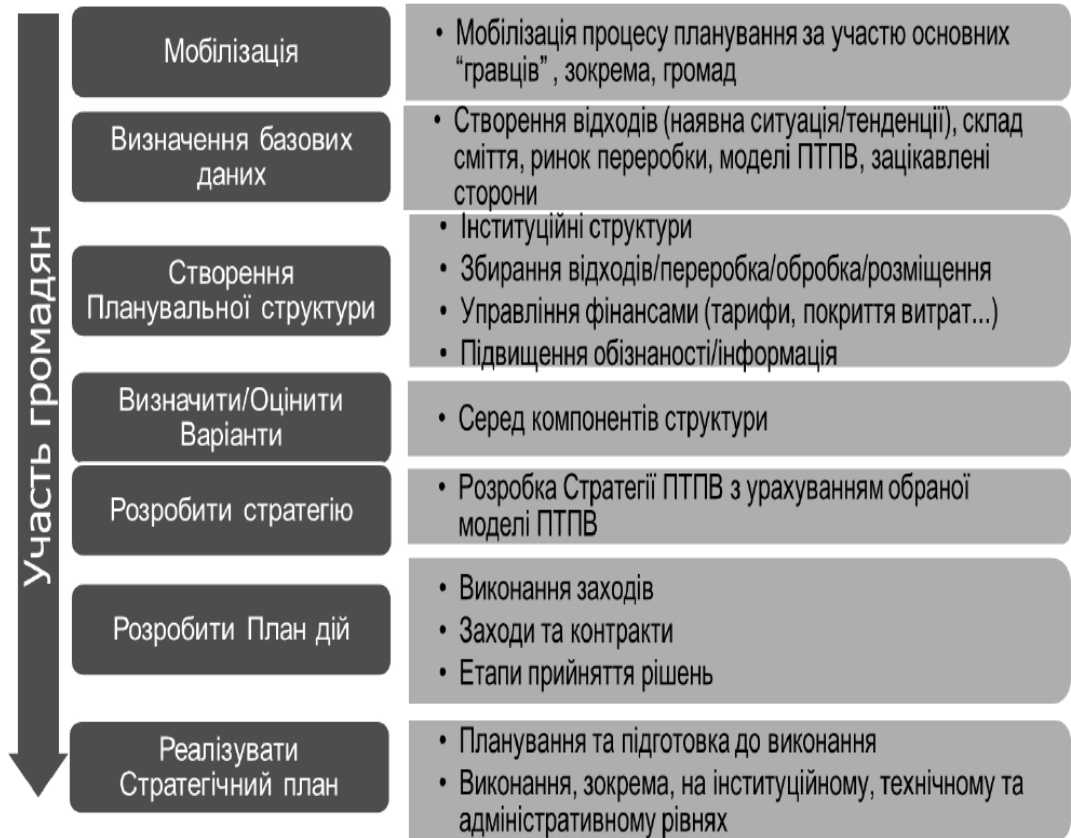 Участь громадян
Мобілізація
• Мобілізація процесу планування за участю основних
“гравців” , зокрема, громад
Визначення базових
даних
• Створення відходів (наявна ситуація/тенденції), склад
сміття, ринок переробки, моделі ПТПВ, зацікавлені
сторони
Створення
Планувальної структури
• Інституційні структури
• Збирання відходів/переробка/обробка/розміщення
• Управління фінансами (тарифи, покриття витрат...)
• Підвищення обізнаності/інформація
Визначити/Оцінити
Варіанти
• Серед компонентів структури
Розробити стратегію
• Розробка Стратегії ПТПВ з урахуванням обраної
моделі ПТПВ
Розробити План дій
• Виконання заходів
• Заходи та контракти
• Етапи прийняття рішень
Реалізувати
Стратегічний план
• Планування та підготовка до виконання
• Виконання, зокрема, на інституційному, технічному та
адміністративному рівнях